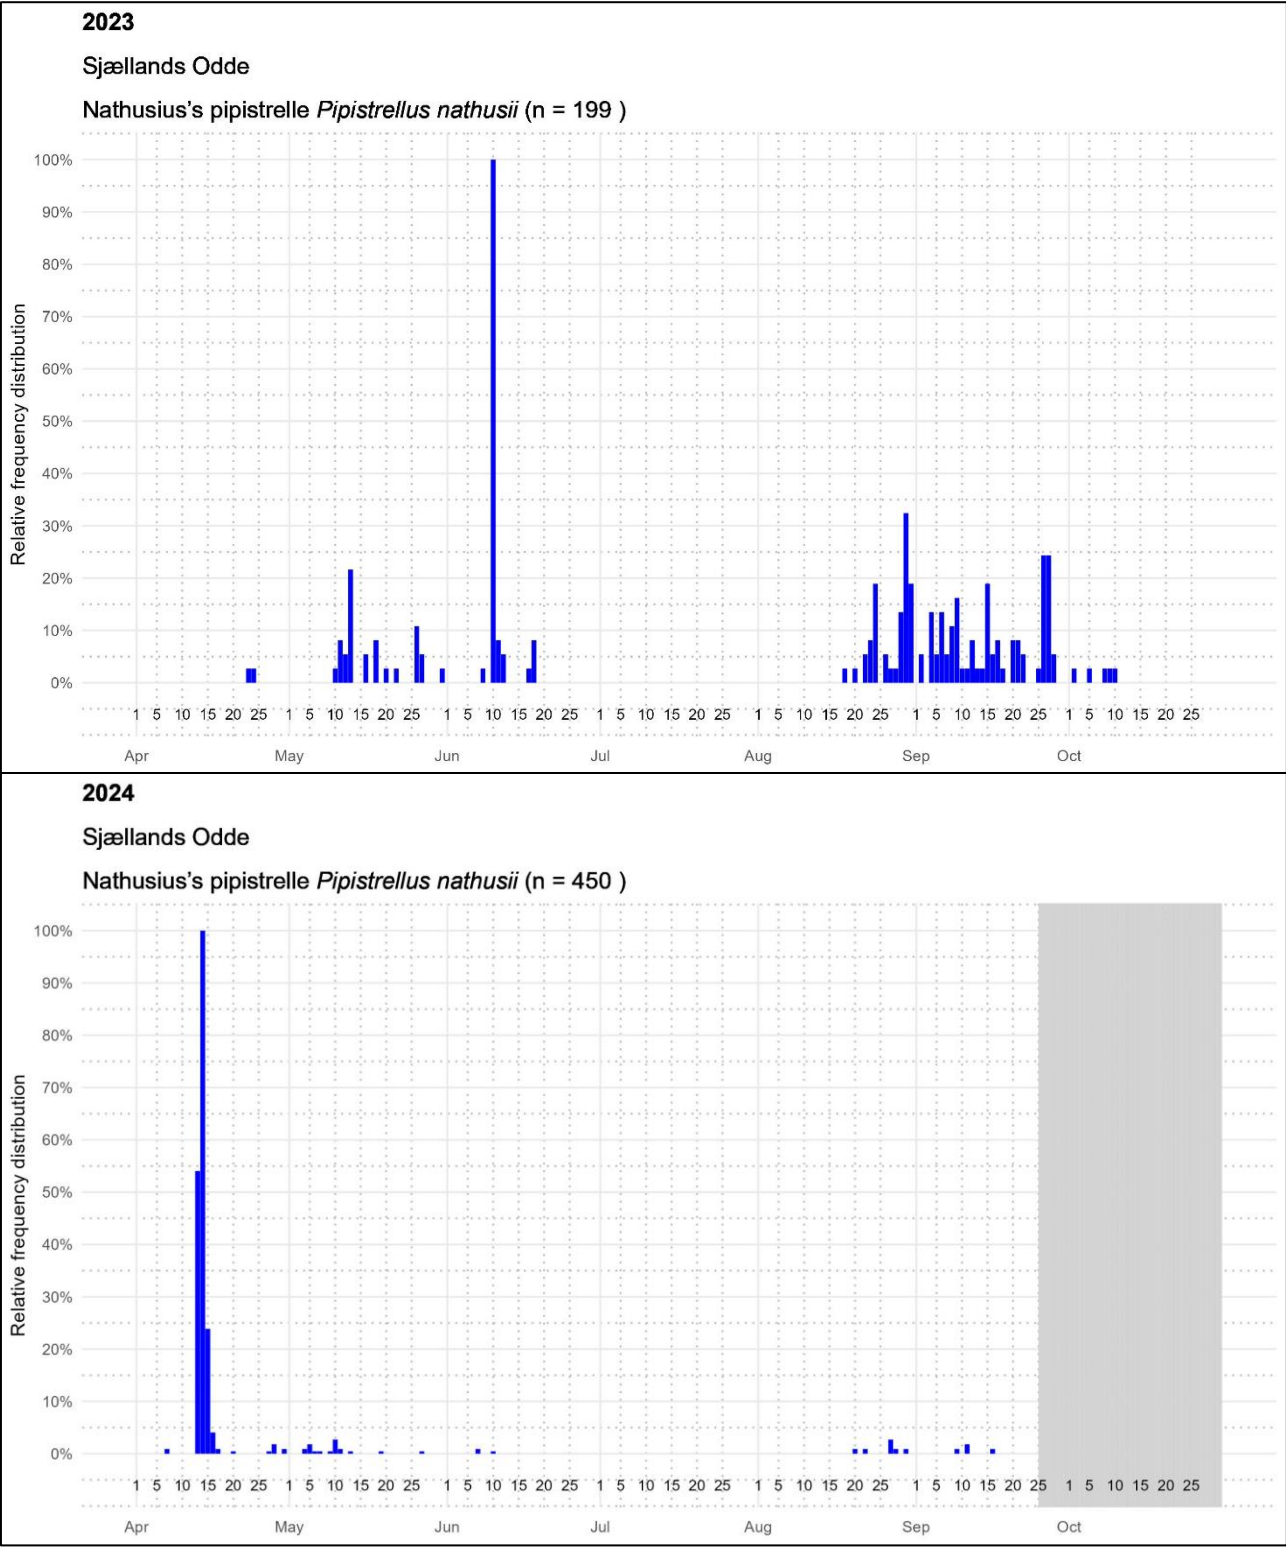 2023
Sjællands Odde
Nathusius’s pipistrelle Pipistrellus nathusii (n = 199 )
Relative frequency distribution
100%
90%
80%
70%
60%
50%
40%
30%
20%
10%
0%
1 5 10 15 20 25 1 5 10 15 20 25 1 5 10 15 20 25 1 5 10 15 20 25 1 5 10 15 20 25 1 5 10 15 20 25 1 5 10 15 20 25
Apr May Jun Jul Aug Sep Oct
2024
Sjællands Odde
Nathusius’s pipistrelle Pipistrellus nathusii (n = 450 )
Relative frequency distribution
100%
90%
80%
70%
60%
50%
40%
30%
20%
10%
0%
1 5 10 15 20 25 1 5 10 15 20 25 1 5 10 15 20 25 1 5 10 15 20 25 1 5 10 15 20 25 1 5 10 15 20 25 1 5 10 15 20 25
Apr May Jun Jul Aug Sep Oct